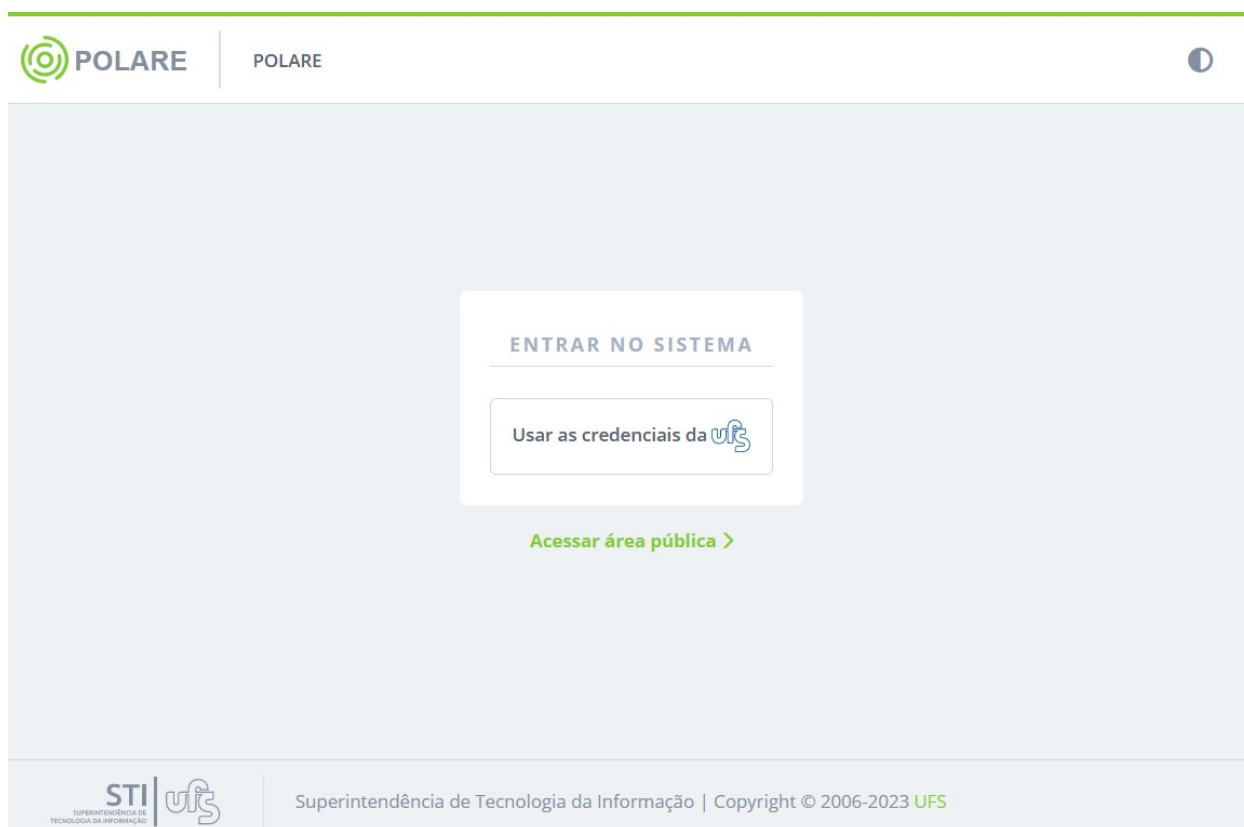 POLARE
POLARE
ENTRAR NO SISTEMA
Usar as credenciais da ufs
Acessar área pública
STI ufs
SUPERINTENDÊNCIA DE
TECNOLOGIA DA INFORMAÇÃO
Superintendência de Tecnologia da Informação | Copyright © 2006-2023 UFS